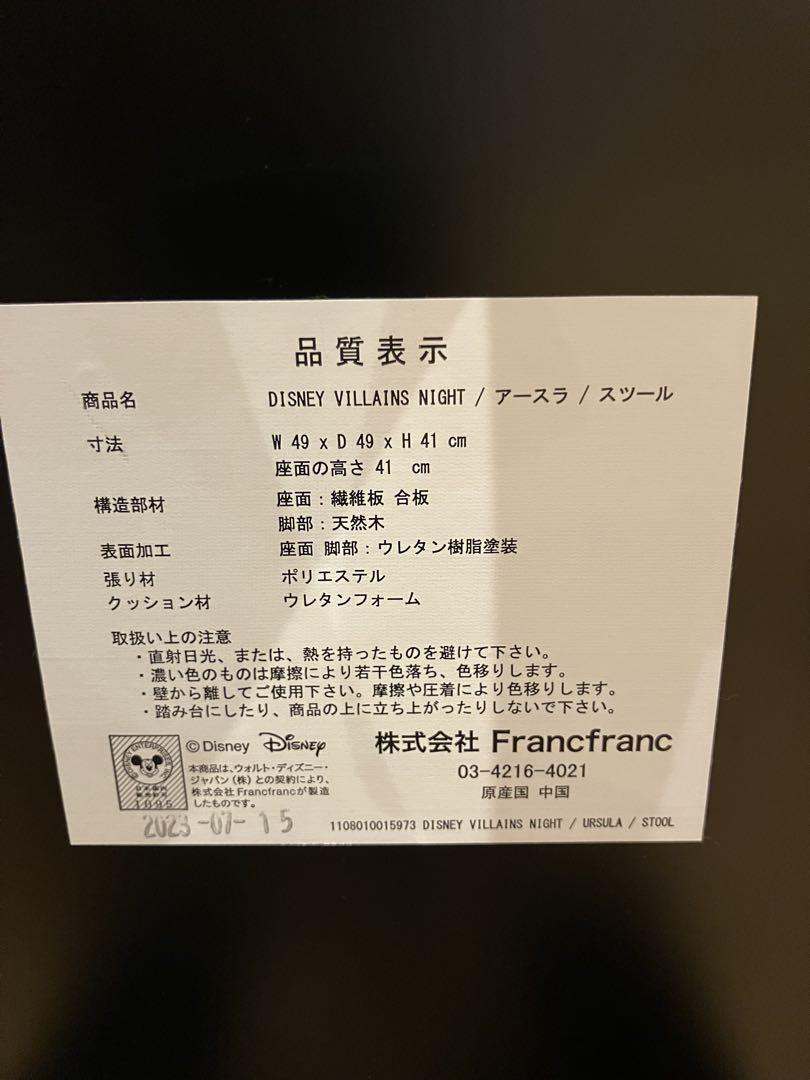 品質表示
商品名 DISNEY VILLAINS NIGHT / アースラ / スツール
寸法 W 49 x D 49 x H 41 cm
座面の高さ 41 cm
構造部材 座面:繊維板 合板
脚部:天然木
表面加工 座面 脚部:ウレタン樹脂塗装
張り材 ポリエステル
クッション材 ウレタンフォーム
取扱い上の注意
・直射日光、または、熱を持ったものを避けて下さい。
・濃い色のものは摩擦により若干色落ち、色移りします。
・壁から離してご使用下さい。摩擦や圧着により色移りします。
・踏み台にしたり、商品の上に立ち上がったりしないで下さい。
©Disney Disney
本商品は、ウォルト・ディズニー・
ジャパン(株)との契約により、
株式会社Francfrancが製造
したものです。
1095
2023-07-15
株式会社 Francfranc
03-4216-4021
原産国 中国
1108010015973 DISNEY VILLAINS NIGHT / URSULA / STOOL